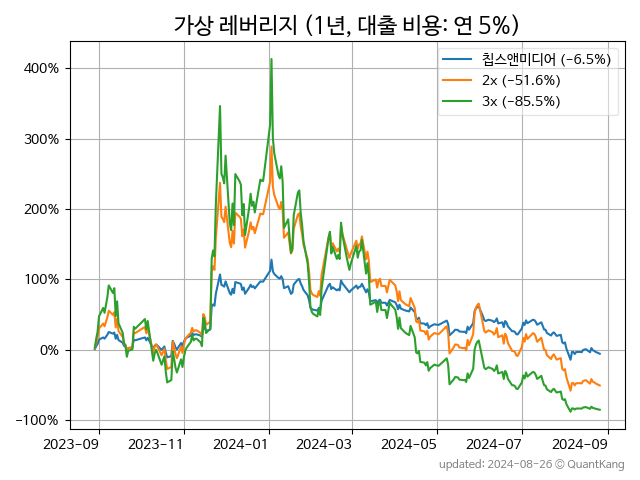 가상 레버리지 (1년, 대출 비용: 연 5%)
칩스앤미디어 (−6.5%)
2x (−51.6%)
3x (−85.5%)
400%
300%
200%
100%
0%
−100%
2023-09 2023-11 2024-01 2024-03 2024-05 2024-07 2024-09
updated: 2024-08-26 © QuantKang